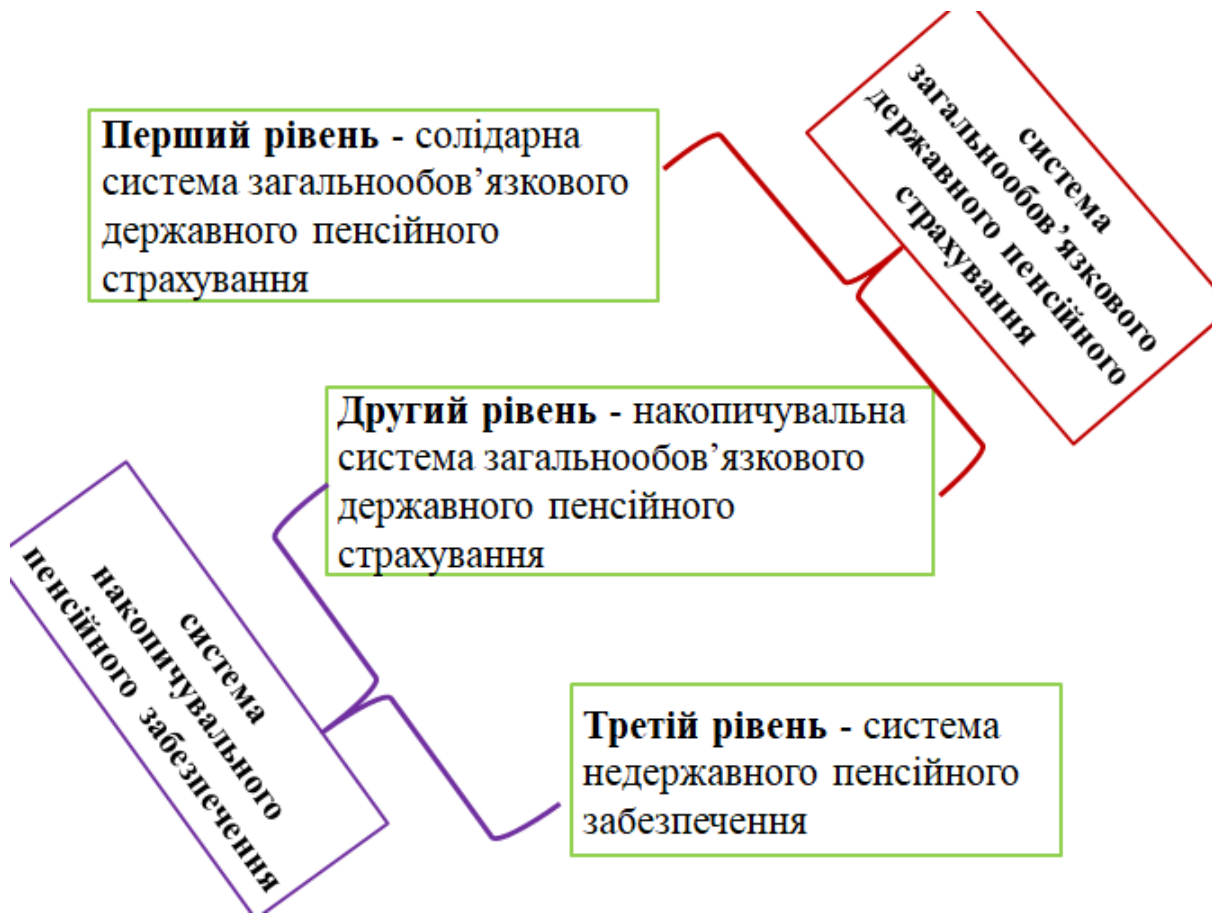 система
загальнообов’язкового
державного пенсійного
страхування
Перший рівень - солідарна
система загальнообов’язкового
державного пенсійного
страхування
Другий рівень - накопичувальна
система загальнообов’язкового
державного пенсійного
страхування
система
накопичувального
пенсійного забезпечення
Третій рівень - система
недержавного пенсійного
забезпечення